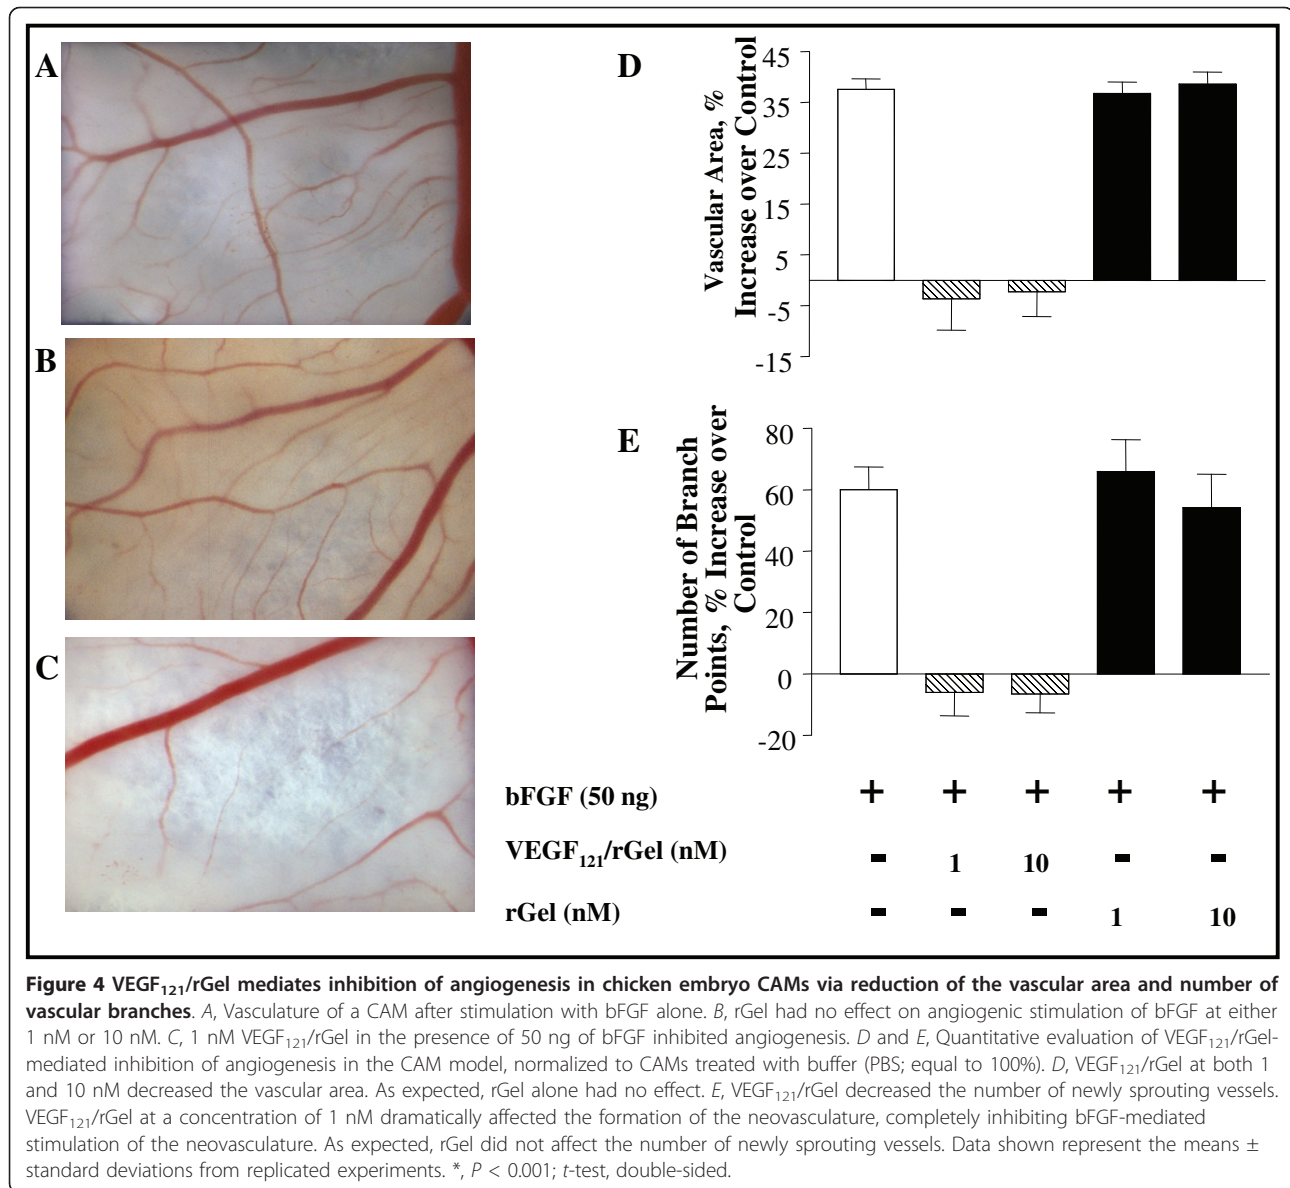 A
B
C
D
Vascular Area, %
Increase over Control
45
35
25
15
5
-5
-15
E
Number of Branch
Points, % Increase over
Control
80
60
40
20
0
-20
bFGF (50 ng) + + + + +
VEGF121/rGel (nM) - 1 10 - -
rGel (nM) - - - 1 10
Figure 4 VEGF121/rGel mediates inhibition of angiogenesis in chicken embryo CAMs via reduction of the vascular area and number of
vascular branches. A, Vasculature of a CAM after stimulation with bFGF alone. B, rGel had no effect on angiogenic stimulation of bFGF at either
1 nM or 10 nM. C, 1 nM VEGF121/rGel in the presence of 50 ng of bFGF inhibited angiogenesis. D and E, Quantitative evaluation of VEGF121/rGel-
mediated inhibition of angiogenesis in the CAM model, normalized to CAMs treated with buffer (PBS; equal to 100%). D, VEGF121/rGel at both 1
and 10 nM decreased the vascular area. As expected, rGel alone had no effect. E, VEGF121/rGel decreased the number of newly sprouting vessels.
VEGF121/rGel at a concentration of 1 nM dramatically affected the formation of the neovasculature, completely inhibiting bFGF-mediated
stimulation of the neovasculature. As expected, rGel did not affect the number of newly sprouting vessels. Data shown represent the means ±
standard deviations from replicated experiments. *, P < 0.001; t-test, double-sided.